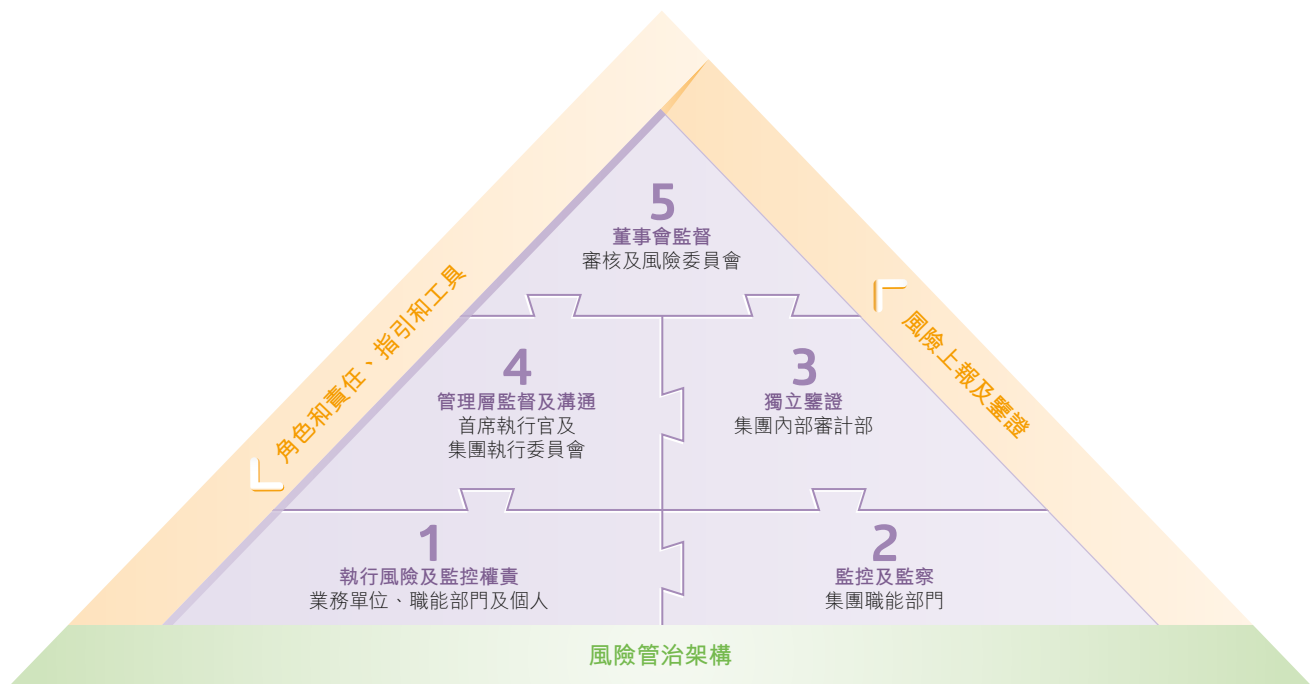 5
董事會監督
審核及風險委員會
角色和責任、指引和工具
風險上報及鑒證
4
管理層監督及溝通
首席執行官及
集團執行委員會
3
獨立鑒證
集團內部審計部
1
執行風險及監控權責
業務單位、職能部門及個人
2
監控及監察
集團職能部門
風險管治架構